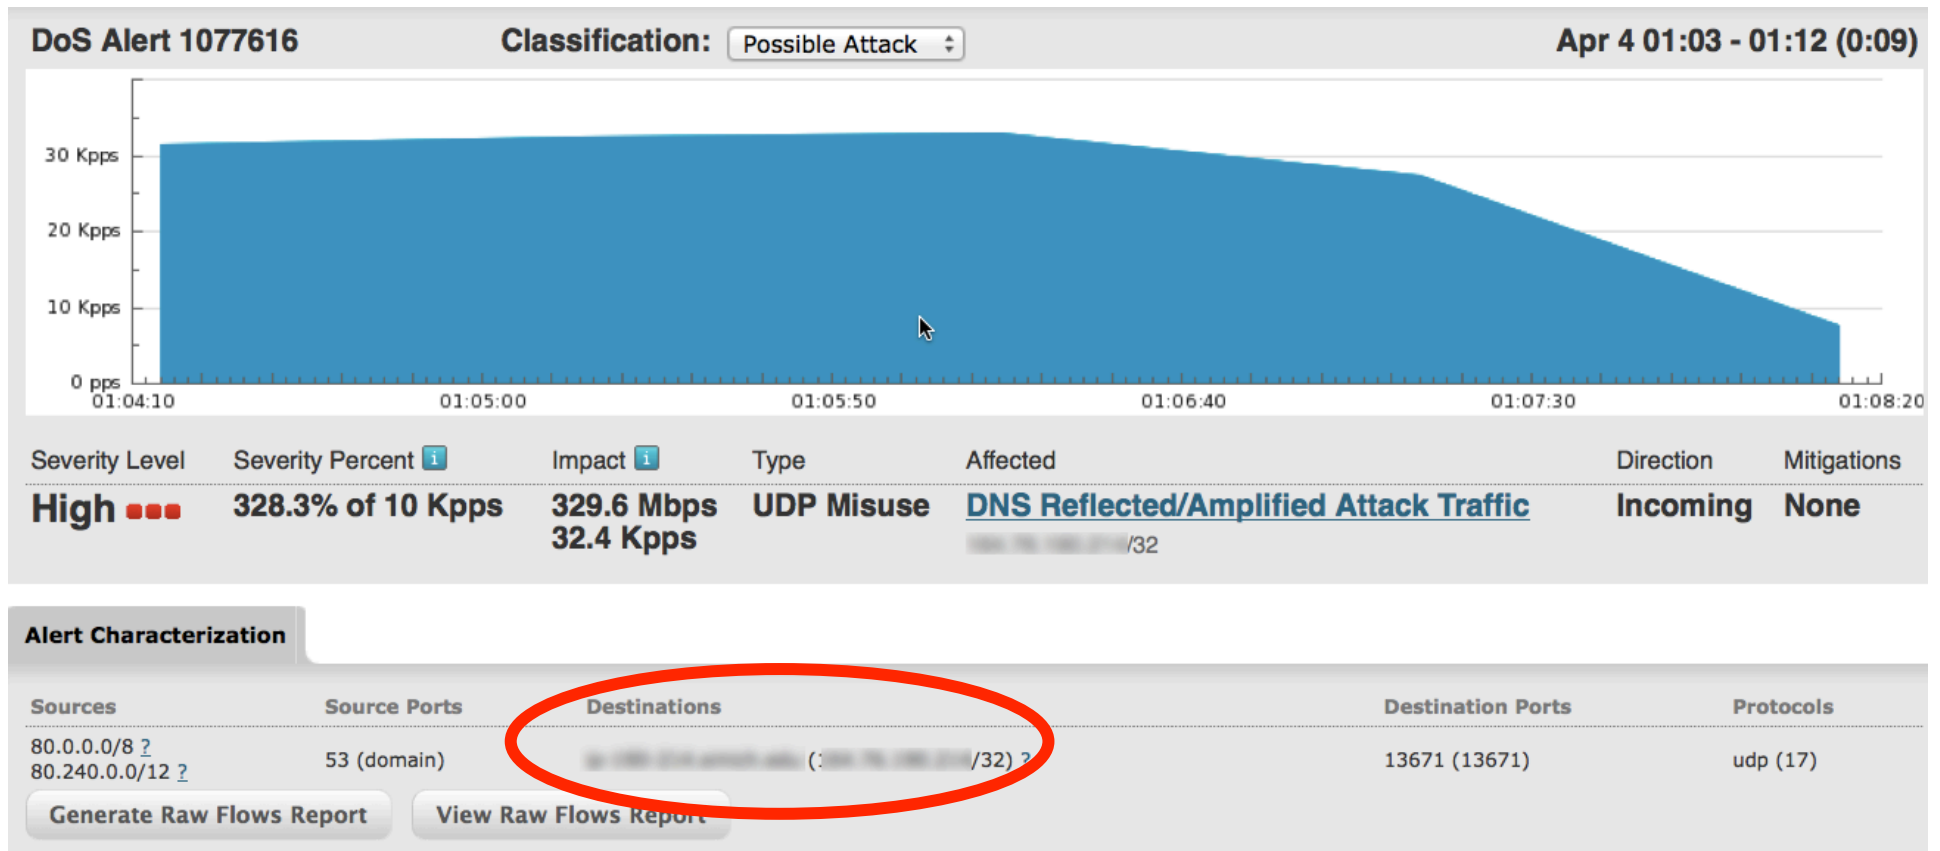 DoS Alert 1077616 Classification: Possible Attack Apr 4 01:03 - 01:12 (0:09)
30 Kpps
20 Kpps
10 Kpps
0 pps
01:04:10 01:05:00 01:05:50 01:06:40 01:07:30 01:08:20
Severity Level Severity Percent i Impact i Type Affected Direction Mitigations
High 328.3% of 10 Kpps 329.6 Mbps UDP Misuse DNS Reflected/Amplified Attack Traffic Incoming None
32.4 Kpps /32
Alert Characterization
Sources Source Ports Destinations Destination Ports Protocols
80.0.0.0/8 ?
53 (domain) ( /32) ? 13671 (13671) udp (17)
80.240.0.0/12 ?
Generate Raw Flows Report View Raw Flows Report